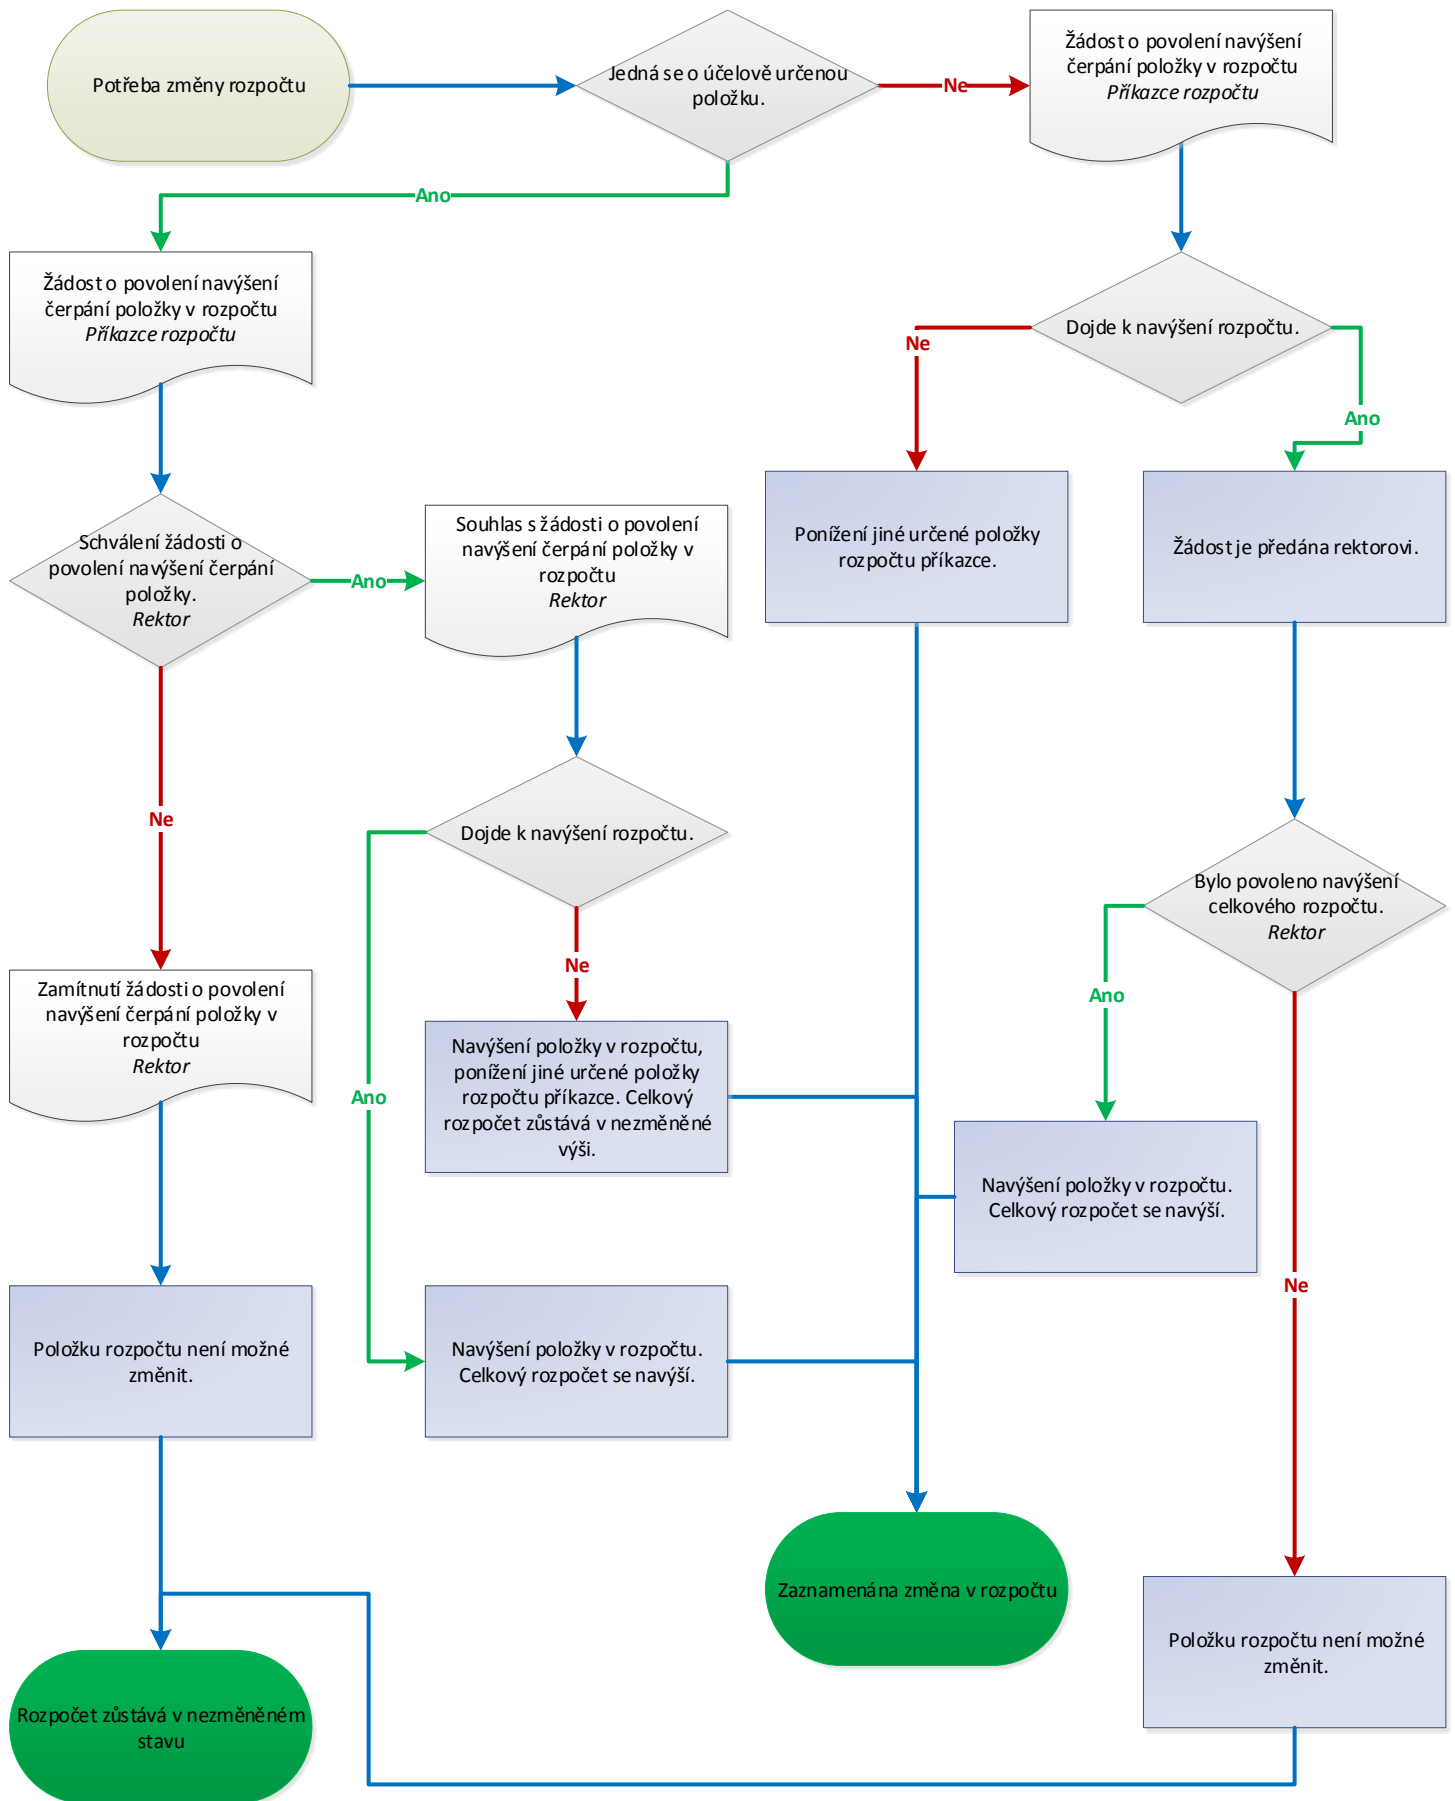 Potřeba změny rozpočtu
Jedná se o účelově určenou
položku.
Ne
Žádost o povolení navýšení
čerpání položky v rozpočtu
Příkazce rozpočtu
Ano
Žádost o povolení navýšení
čerpání položky v rozpočtu
Příkazce rozpočtu
Dojde k navýšení rozpočtu.
Ne
Ano
Schválení žádosti o
povolení navýšení čerpání
položky.
Rektor
Ano
Souhlas s žádosti o povolení
navýšení čerpání položky v
rozpočtu
Rektor
Ponížení jiné určené položky
rozpočtu příkazce.
Žádost je předána rektorovi.
Ne
Dojde k navýšení rozpočtu.
Bylo povoleno navýšení
celkového rozpočtu.
Rektor
Ne
Ano
Zamítnutí žádosti o povolení
navýšení čerpání položky v
rozpočtu
Rektor
Ano
Navýšení položky v rozpočtu,
ponížení jiné určené položky
rozpočtu příkazce. Celkový
rozpočet zůstává v nezměněné
výši.
Navýšení položky v rozpočtu.
Celkový rozpočet se navýší.
Ne
Položku rozpočtu není možné
změnit.
Navýšení položky v rozpočtu.
Celkový rozpočet se navýší.
Zaznamenána změna v rozpočtu
Položku rozpočtu není možné
změnit.
Rozpočet zůstává v nezměněném
stavu